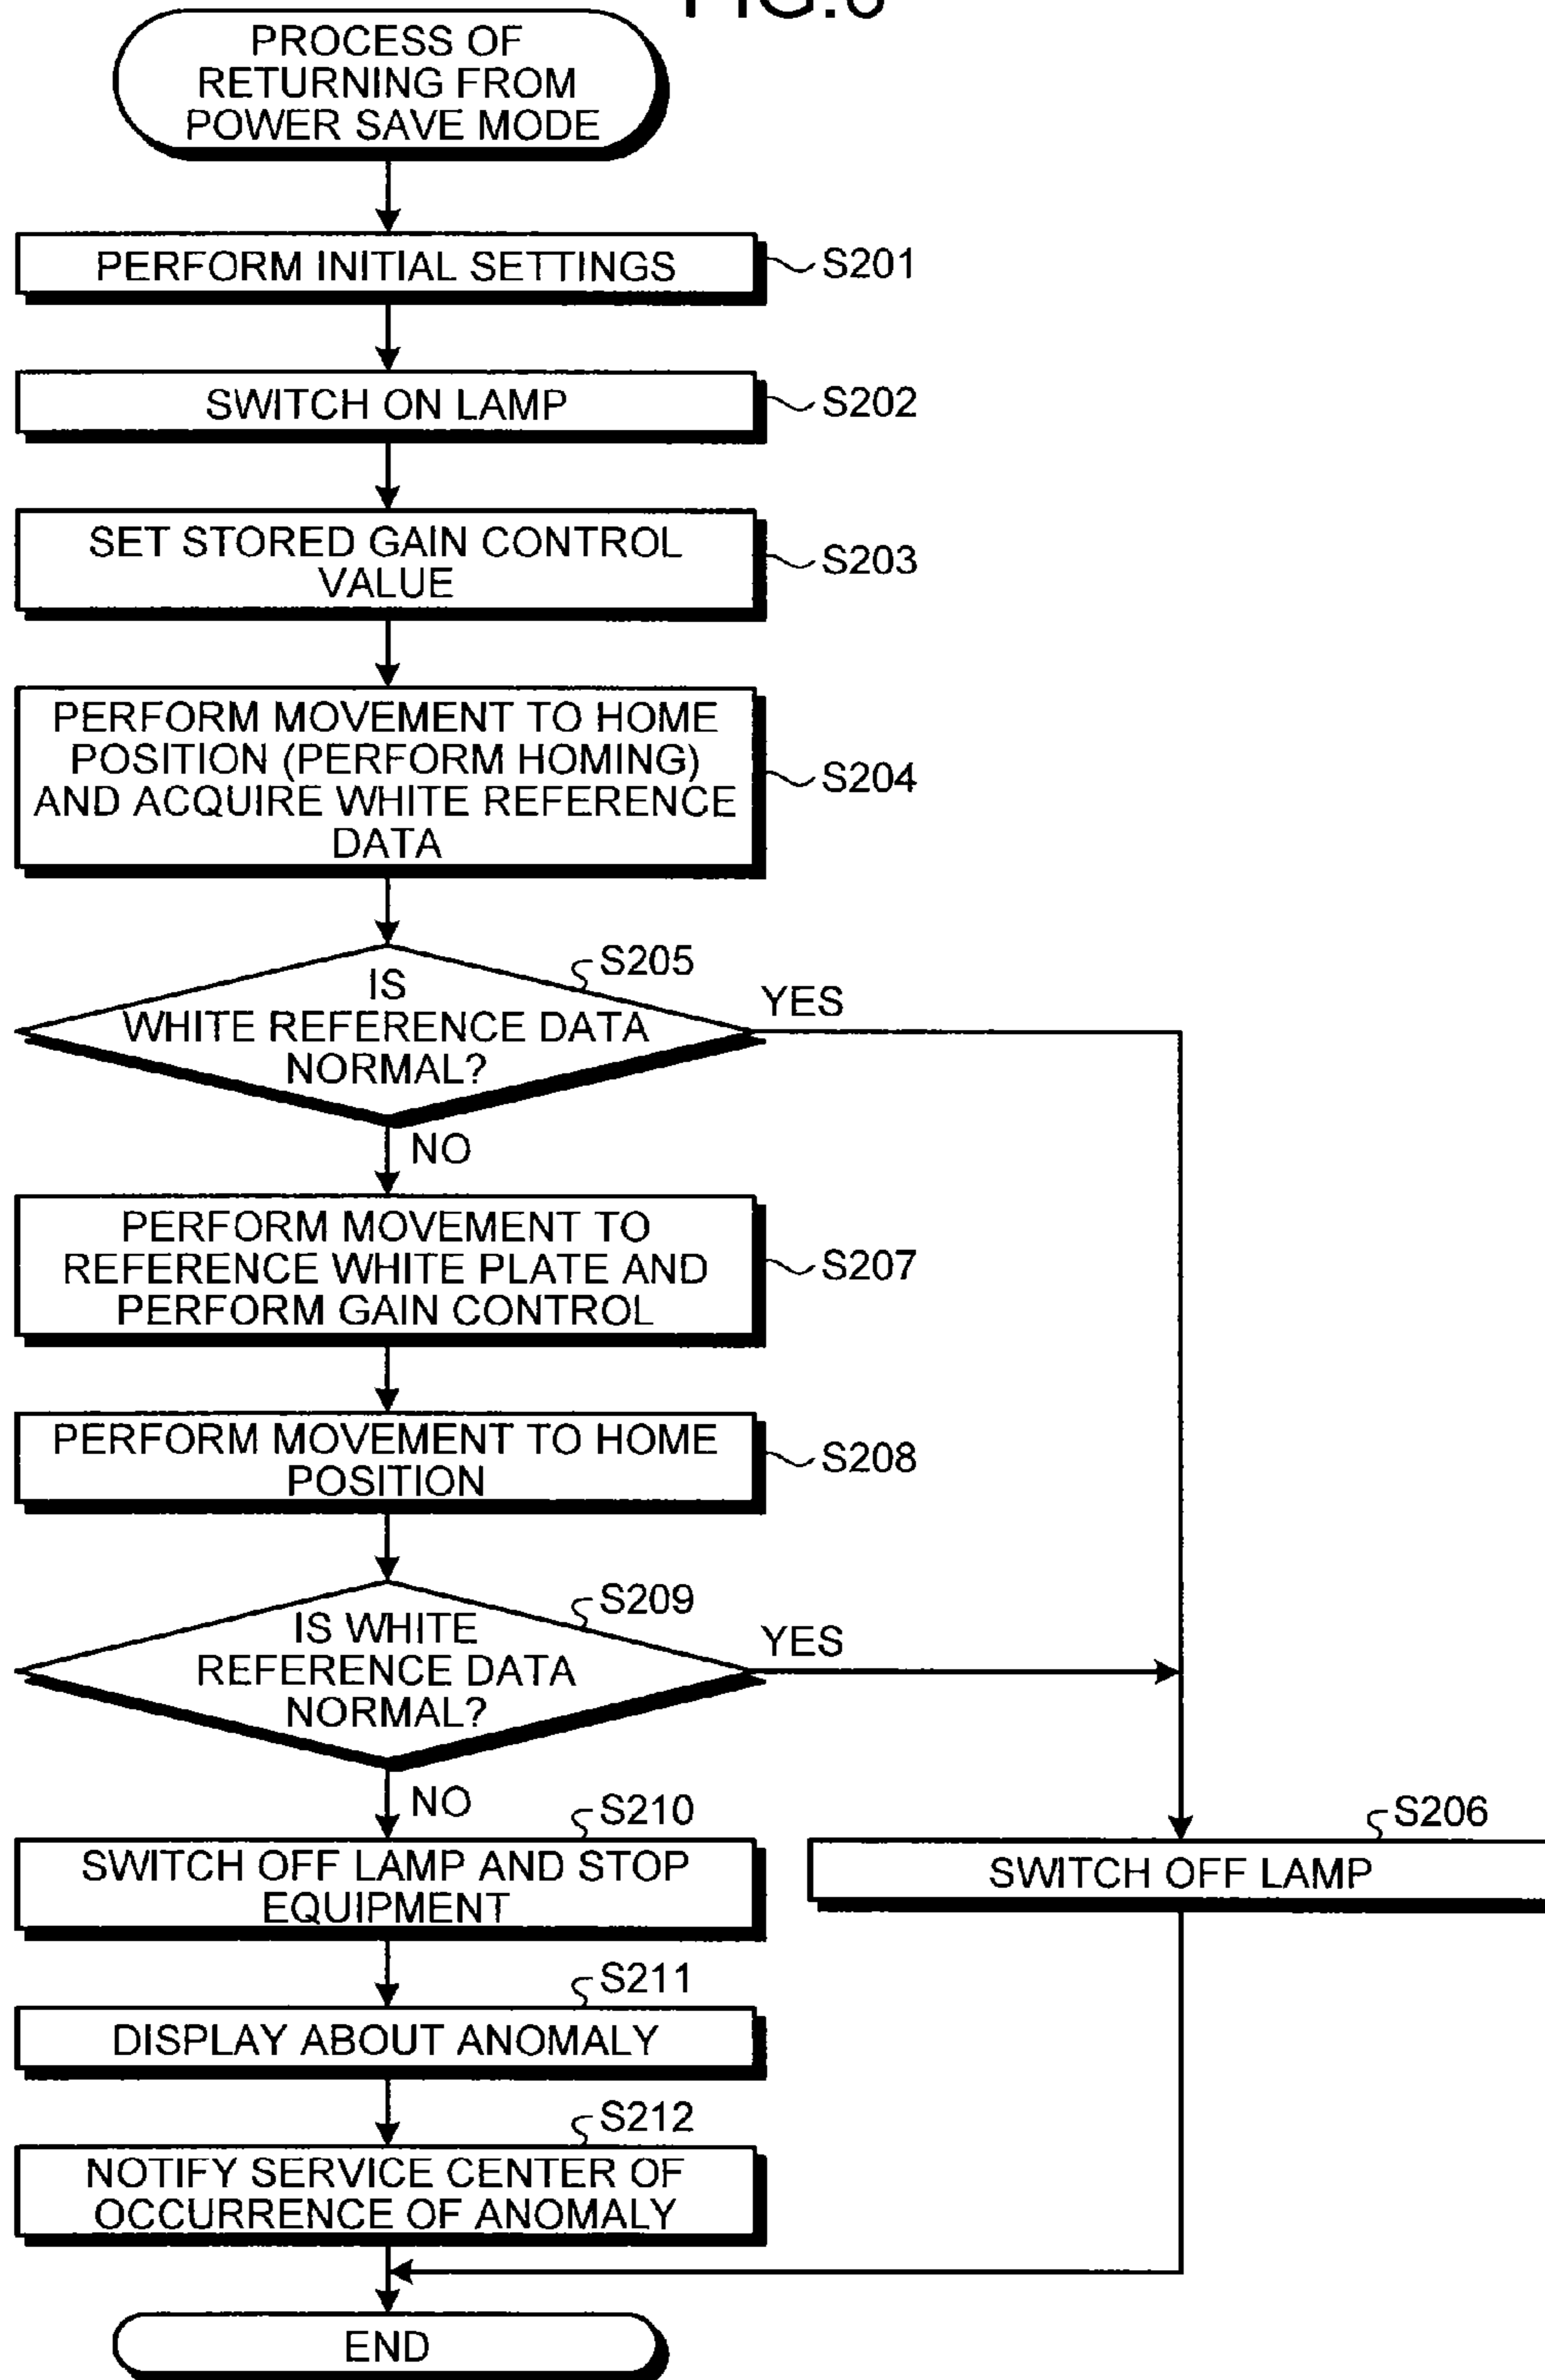 PROCESS OF
RETURNING FROM
POWER SAVE MODE
PERFORM INITIAL SETTINGS
S201
SWITCH ON LAMP
S202
SET STORED GAIN CONTROL
VALUE
S203
PERFORM MOVEMENT TO HOME
POSITION (PERFORM HOMING)
AND ACQUIRE WHITE REFERENCE
DATA
S204
S205
IS
WHITE REFERENCE DATA
NORMAL?
YES
NO
PERFORM MOVEMENT TO
REFERENCE WHITE PLATE AND
PERFORM GAIN CONTROL
S207
PERFORM MOVEMENT TO HOME
POSITION
S208
S209
IS WHITE
REFERENCE DATA
NORMAL?
YES
NO
S210
SWITCH OFF LAMP AND STOP
EQUIPMENT
S206
SWITCH OFF LAMP
S211
DISPLAY ABOUT ANOMALY
S212
NOTIFY SERVICE CENTER OF
OCCURRENCE OF ANOMALY
END